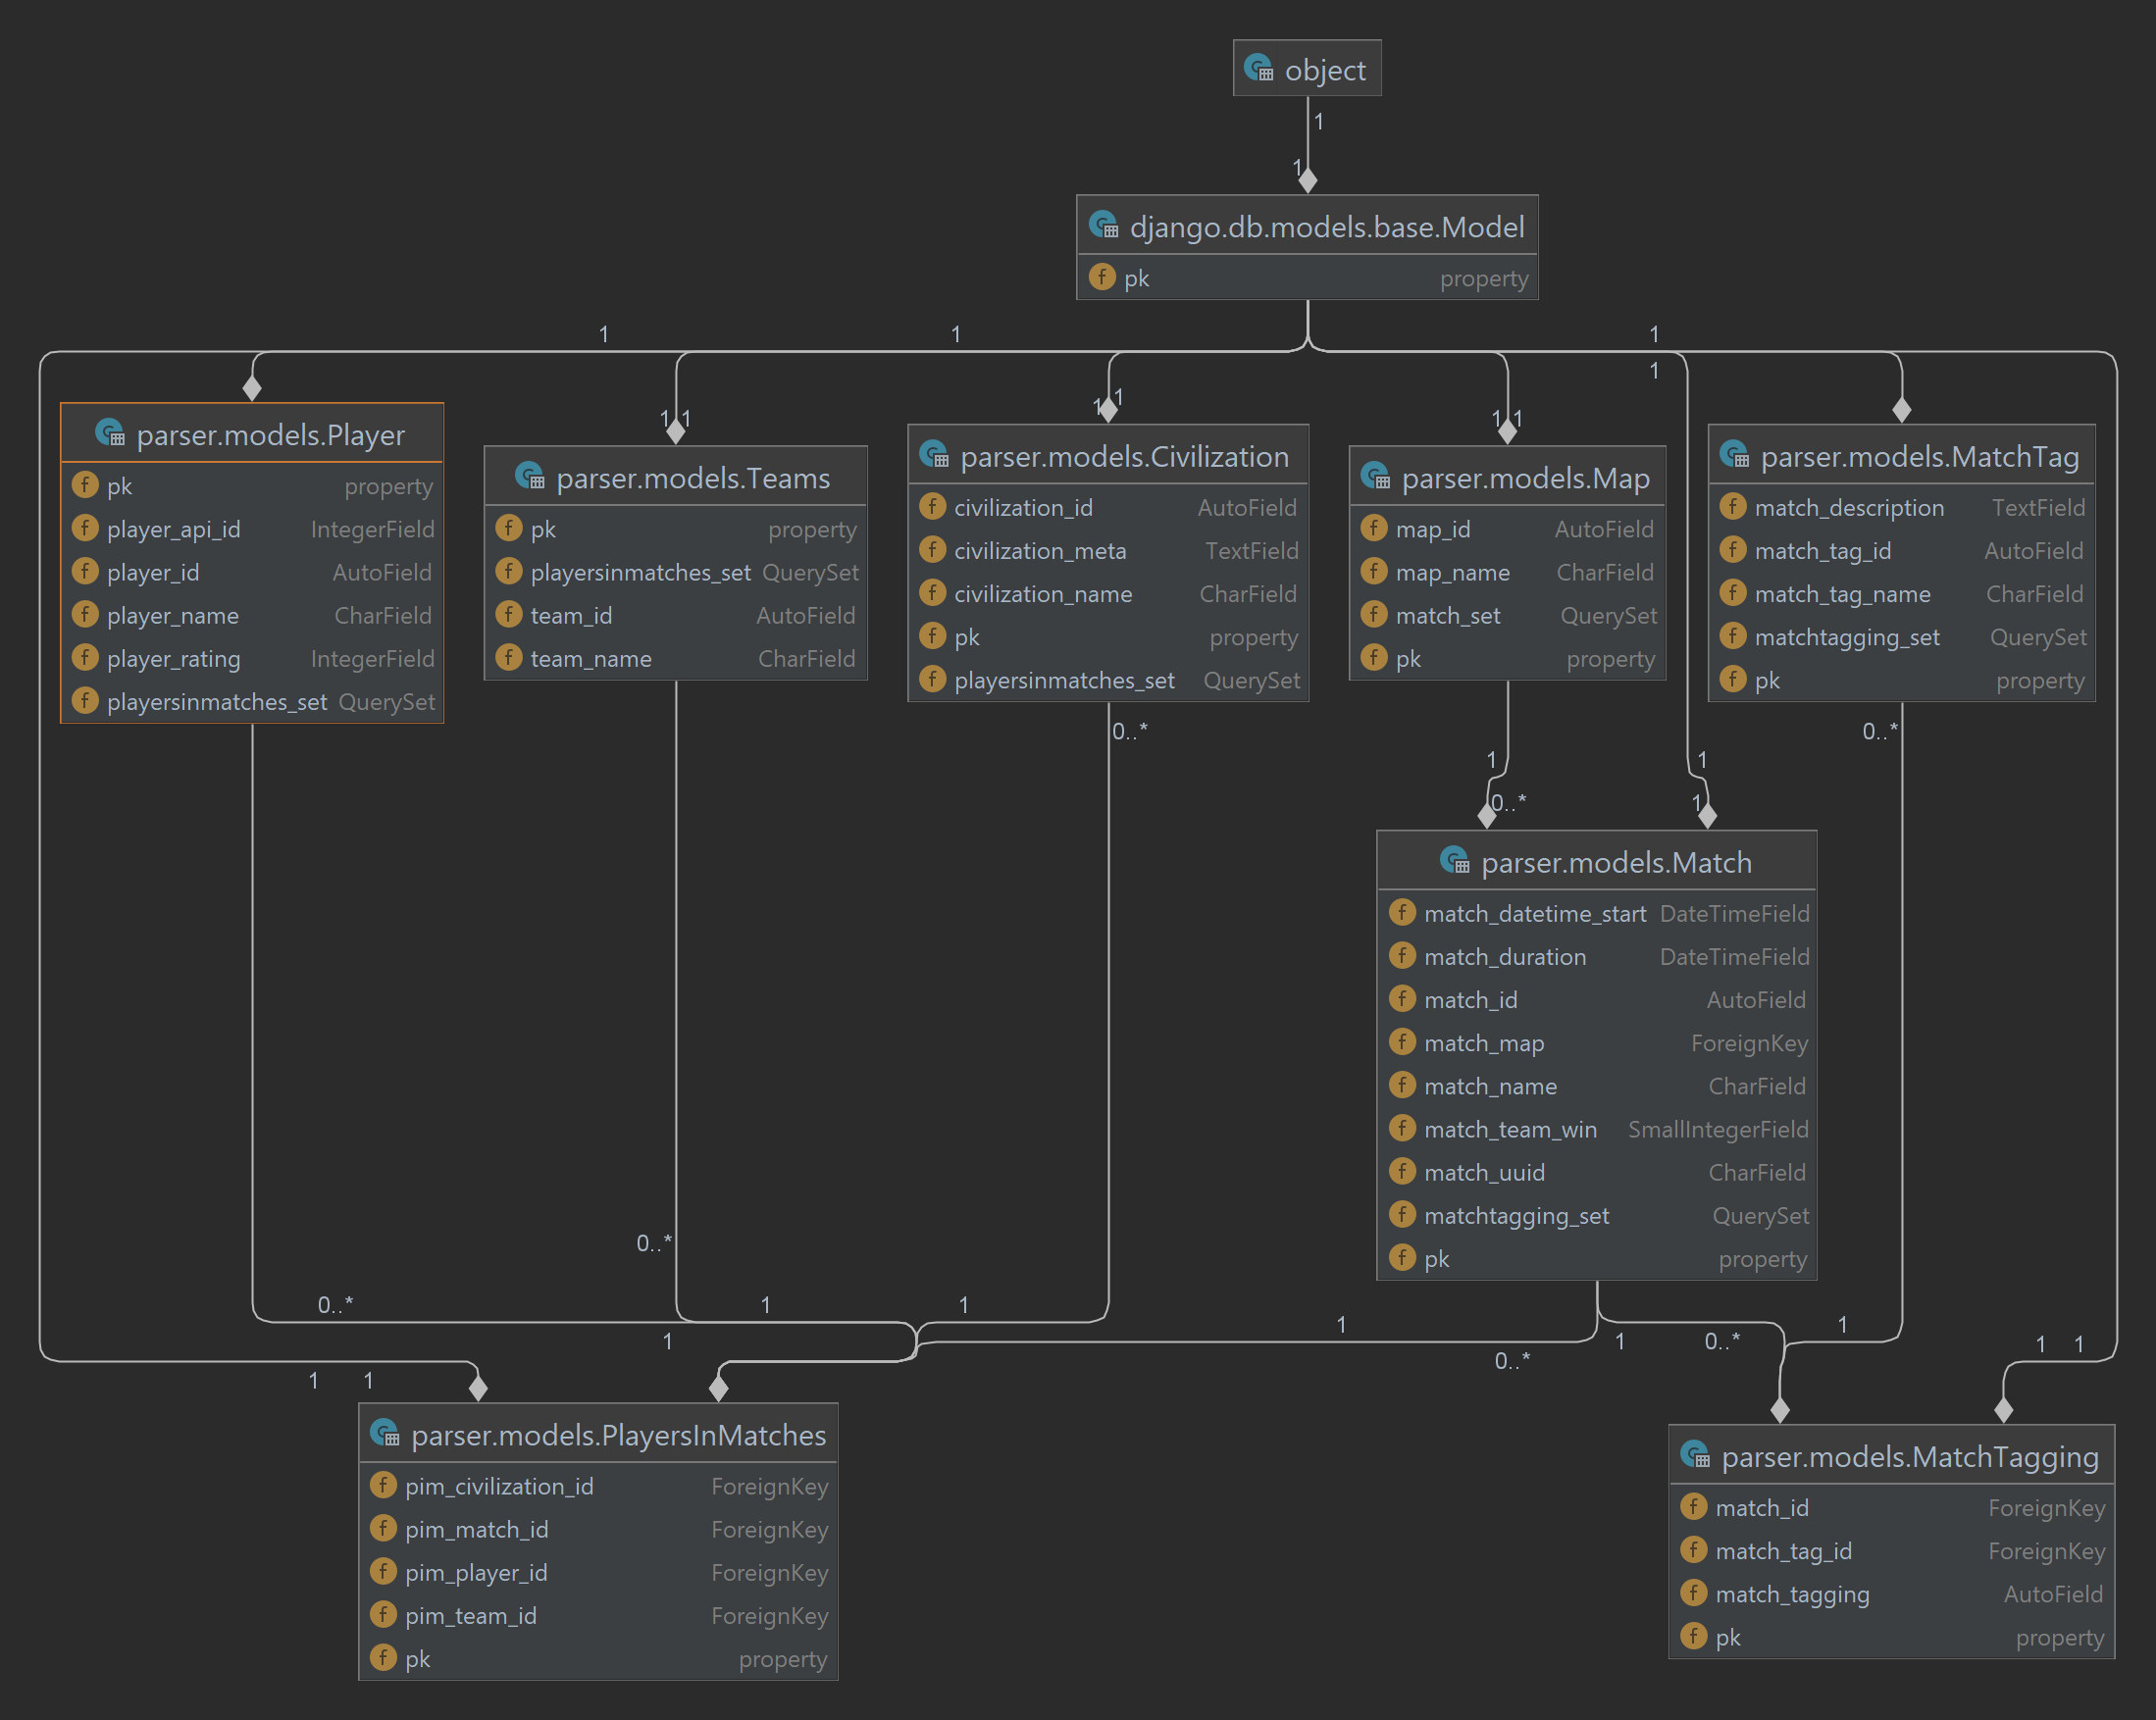 object
1
1
django.db.models.base.Model
pk property
1
1
1
1
parser.models.Player
pk property
player_api_id IntegerField
player_id AutoField
player_name CharField
player_rating IntegerField
playersinmatches_set QuerySet
1
1
parser.models.Teams
pk property
playersinmatches_set QuerySet
team_id AutoField
team_name CharField
1
1
parser.models.Civilization
civilization_id AutoField
civilization_meta TextField
civilization_name CharField
pk property
playersinmatches_set QuerySet
1
1
parser.models.Map
map_id AutoField
map_name CharField
match_set QuerySet
pk property
parser.models.MatchTag
match_description TextField
match_tag_id AutoField
match_tag_name CharField
matchtagging_set QuerySet
pk property
0..*
0..*
1
1
0..*
1
parser.models.Match
match_datetime_start DateTimeField
match_duration DateTimeField
match_id AutoField
match_map ForeignKey
match_name CharField
match_team_win SmallIntegerField
match_uuid CharField
matchtagging_set QuerySet
pk property
0..*
0..*
1
1
1
1
1
0..*
1
0..*
1
1
1
1
1
parser.models.PlayersInMatches
pim_civilization_id ForeignKey
pim_match_id ForeignKey
pim_player_id ForeignKey
pim_team_id ForeignKey
pk property
parser.models.MatchTagging
match_id ForeignKey
match_tag_id ForeignKey
match_tagging AutoField
pk property